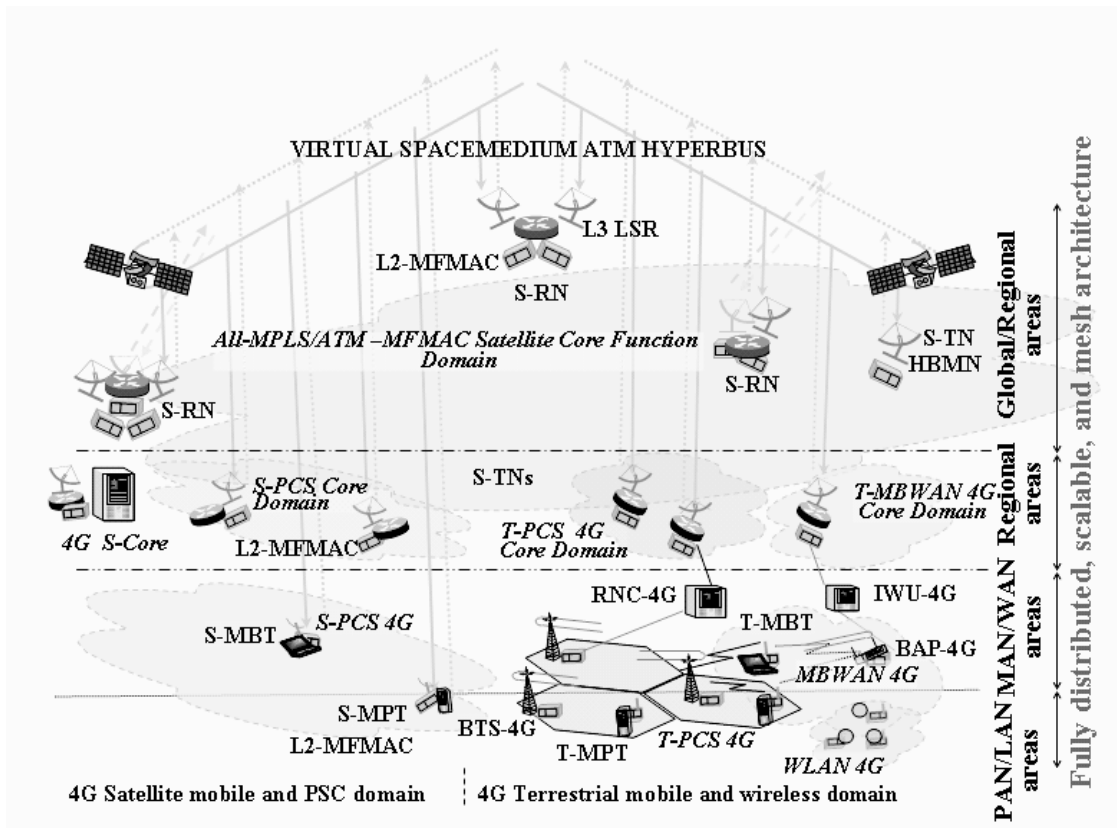 VIRTUAL SPACEMEDIUM ATM HYPERBUS
L3 LSR
L2-MFMAC
S-RN
All-MPLS/ATM –MFMAC Satellite Core Function
Domain
S-RN
S-TN
HBMN
S-RN
Global/Regional
areas
S-TNs
S-PCS Core
Domain
4G S-Core
L2-MFMAC
T-PCS 4G
Core Domain
T-MBWAN 4G
Core Domain
Regional
areas
RNC-4G
IWU-4G
S-MBT
S-PCS 4G
T-MBT
BAP-4G
MBWAN 4G
MAN/WAN
areas
S-MPT
L2-MFMAC
BTS-4G
T-MPT
T-PCS 4G
WLAN 4G
PAN/LAN
areas
Fully distributed, scalable, and mesh architecture
4G Satellite mobile and PSC domain
4G Terrestrial mobile and wireless domain